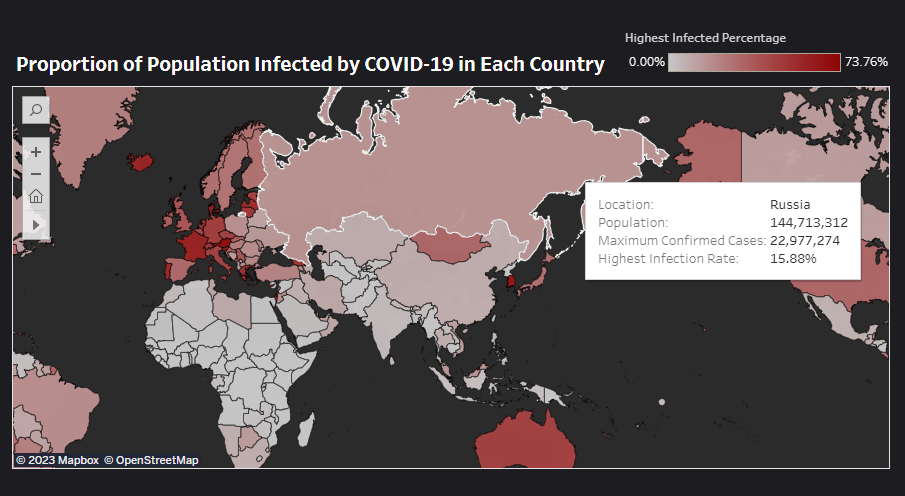 Highest Infected Percentage
Proportion of Population Infected by COVID-19 in Each Country
0.00% 73.76%
Location: Russia
Population: 144,713,312
Maximum Confirmed Cases: 22,977,274
Highest Infection Rate: 15.88%
© 2023 Mapbox © OpenStreetMap